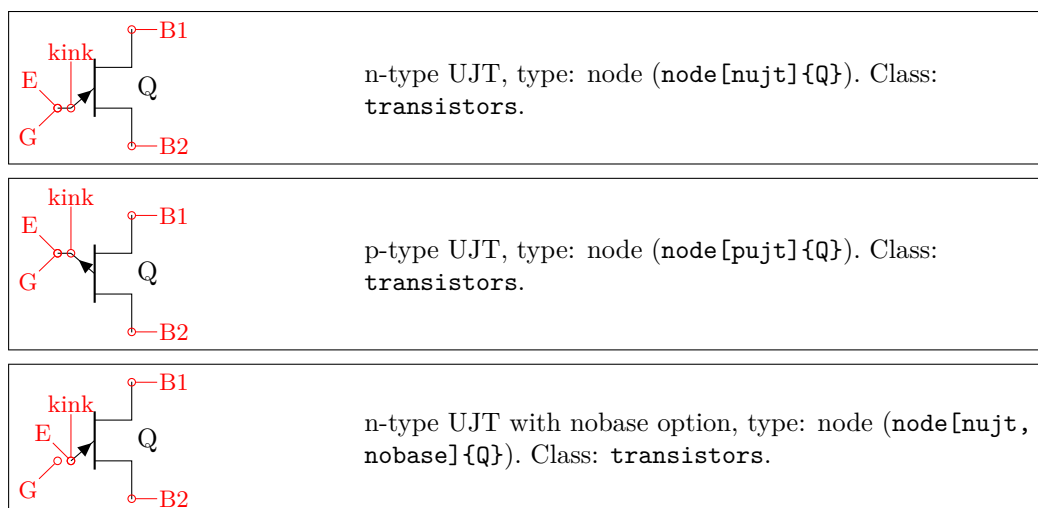 B1
kink
E
Q
G
B2
n-type UJT, type: node (node[nujt]{Q}). Class:
transistors.
kink
B1
E
G
Q
B2
p-type UJT, type: node (node[pujt]{Q}). Class:
transistors.
B1
kink
E
Q
G
B2
n-type UJT with nobase option, type: node (node[nujt,
nobase]{Q}). Class: transistors.